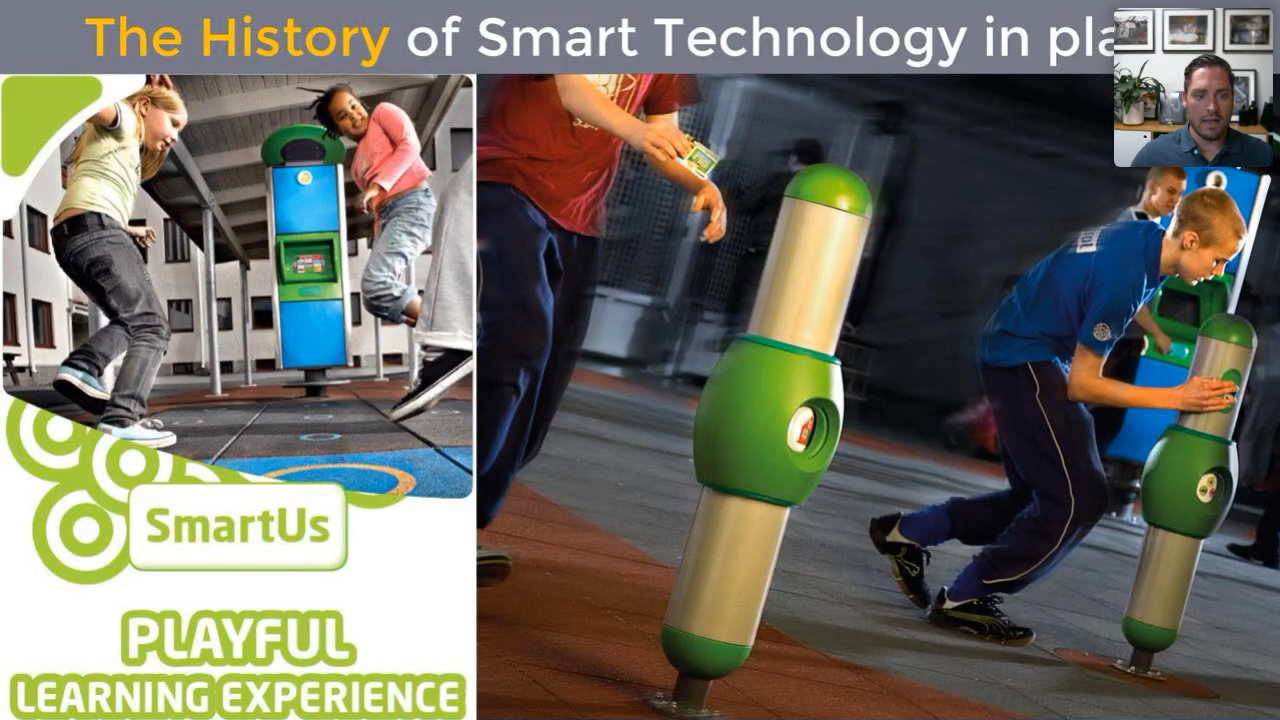 The History of Smart Technology in pla
SmartUs
PLAYFUL
LEARNING EXPERIENCE